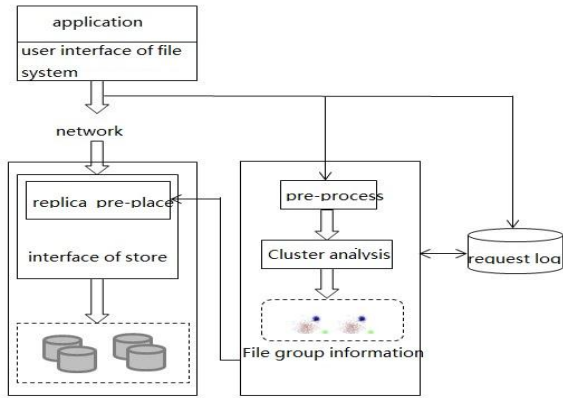 application
user interface of file
system
network
replica pre-place
interface of store
pre-process
Cluster analysis
File group information
request log